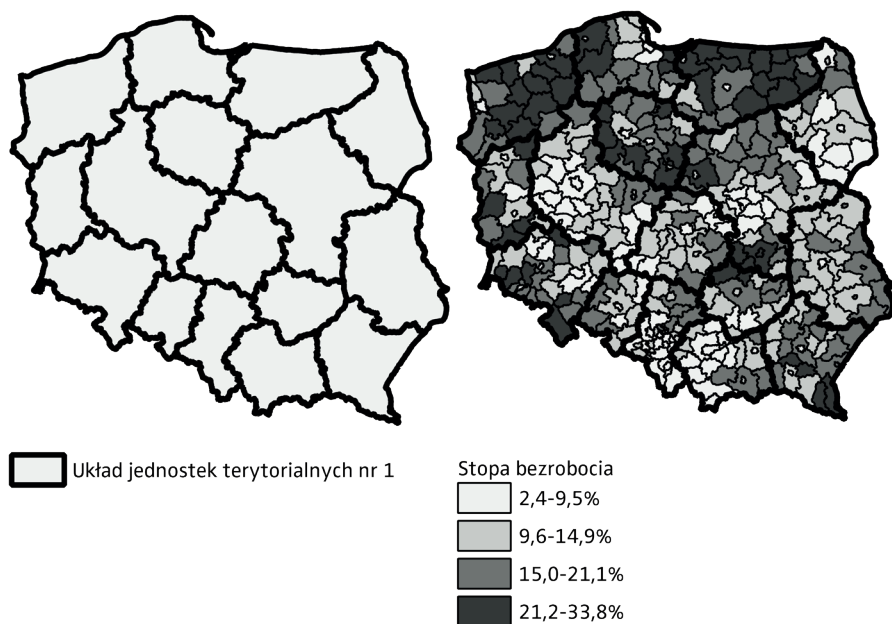 Układ jednostek terytorialnych nr 1
Stopa bezrobocia
2,4-9,5%
9,6-14,9%
15,0-21,1%
21,2-33,8%